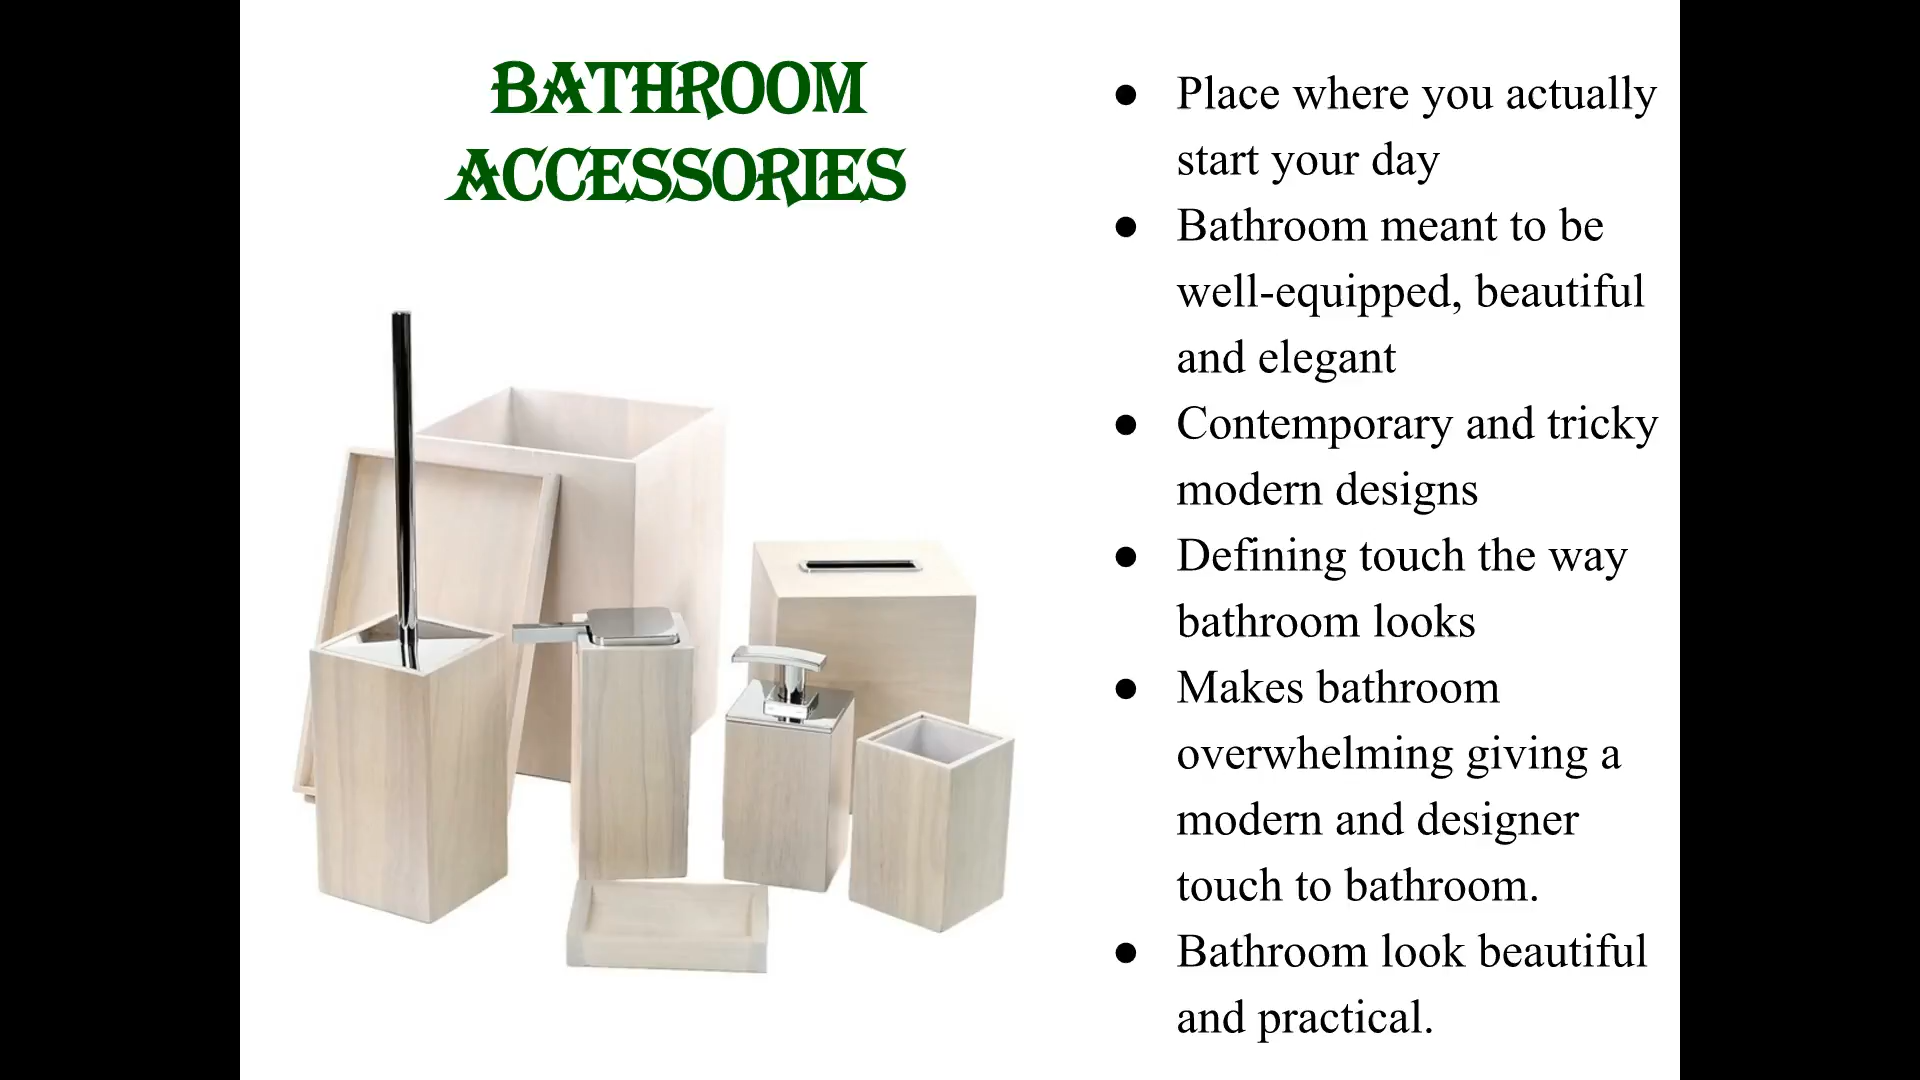 BATHROOM
ACCESSORIES
● Place where you actually
start your day
● Bathroom meant to be
well-equipped, beautiful
and elegant
● Contemporary and tricky
modern designs
● Defining touch the way
bathroom looks
● Makes bathroom
overwhelming giving a
modern and designer
touch to bathroom.
● Bathroom look beautiful
and practical.